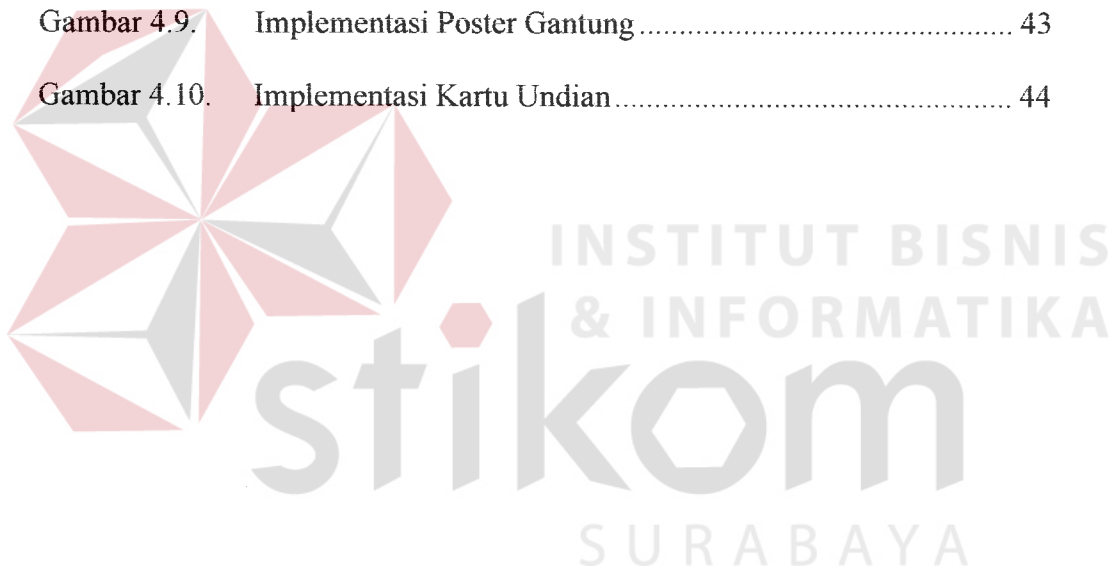 Gambar 4.9. Implementasi Poster Gantung .............................................. 43
Gambar 4.10. Implementasi Kartu Undian ................................................. 44
INSTITUT BISNIS
& INFORMATIKA
stikom
SURABAYA